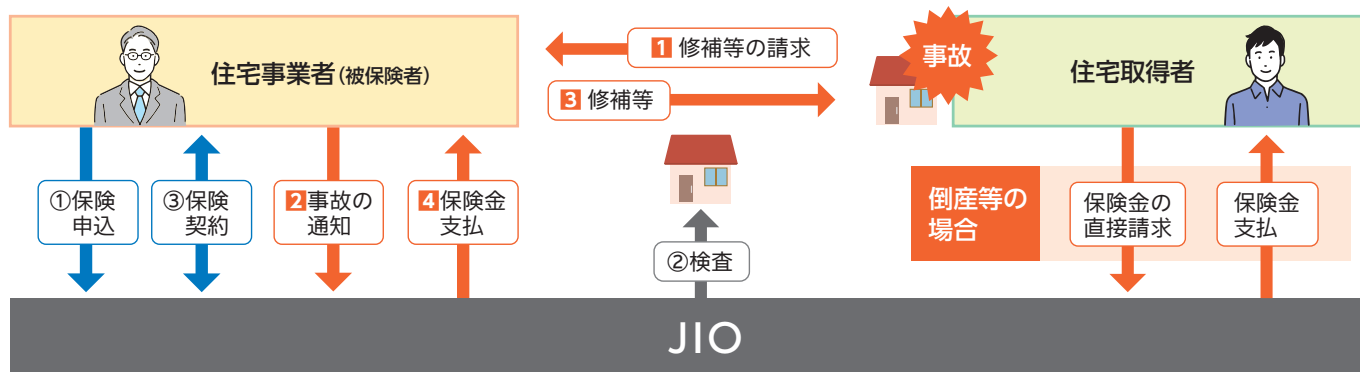 住宅事業者(被保険者)
1 修補等の請求
3 修補等
事故
住宅取得者
①保険
申込
③保険
契約
2 事故の
通知
4 保険金
支払
②検査
倒産等の
場合
保険金の
直接請求
保険金
支払
JIO